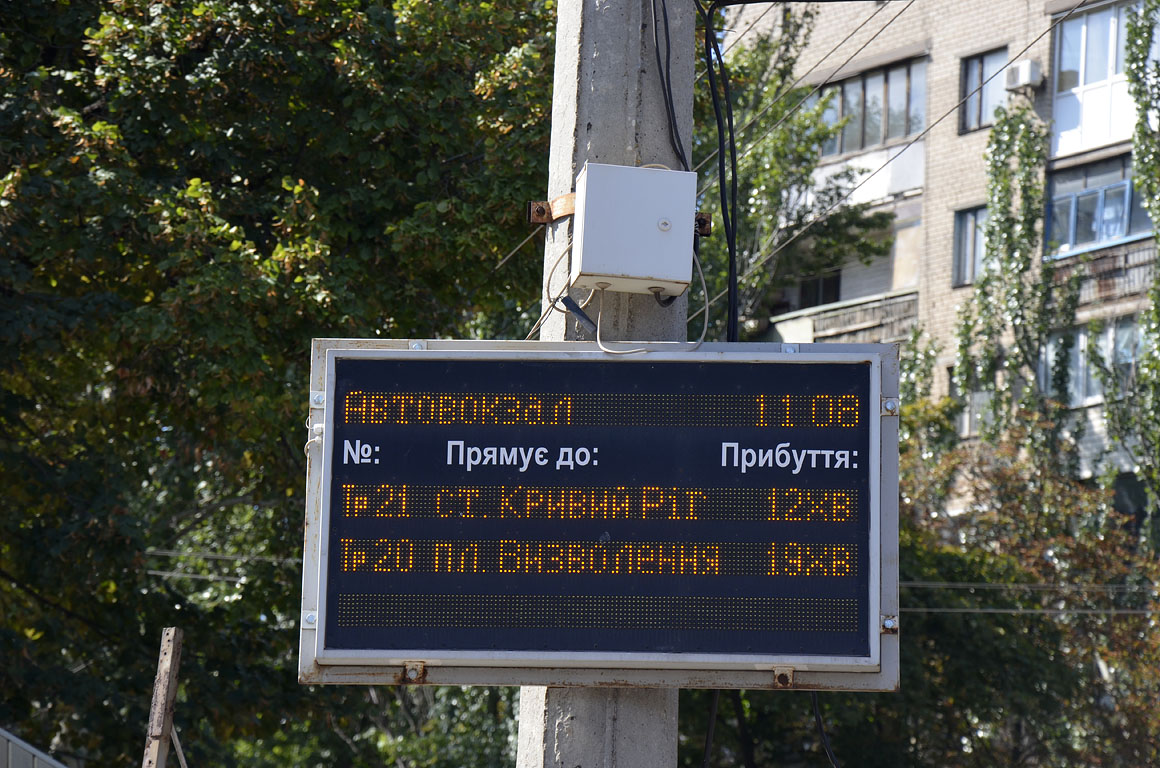 Автовокзал 11 08
№: Прямує до: Прибуття:
Тр21 ст. Кривий Ріг 12хв
Тр20 пл. Визволення 19хв